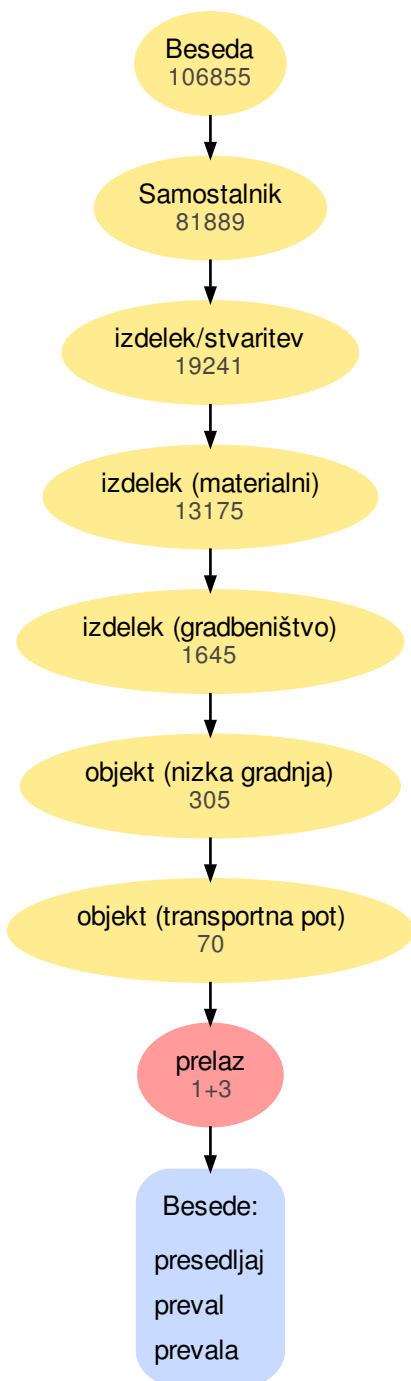 Beseda
106855
Samostalnik
81889
izdelek/stvaritev
19241
izdelek (materialni)
13175
izdelek (gradbeništvo)
1645
objekt (nizka gradnja)
305
objekt (transportna pot)
70
prelaz
1+3
Besede:
presedljaj
preval
prevala